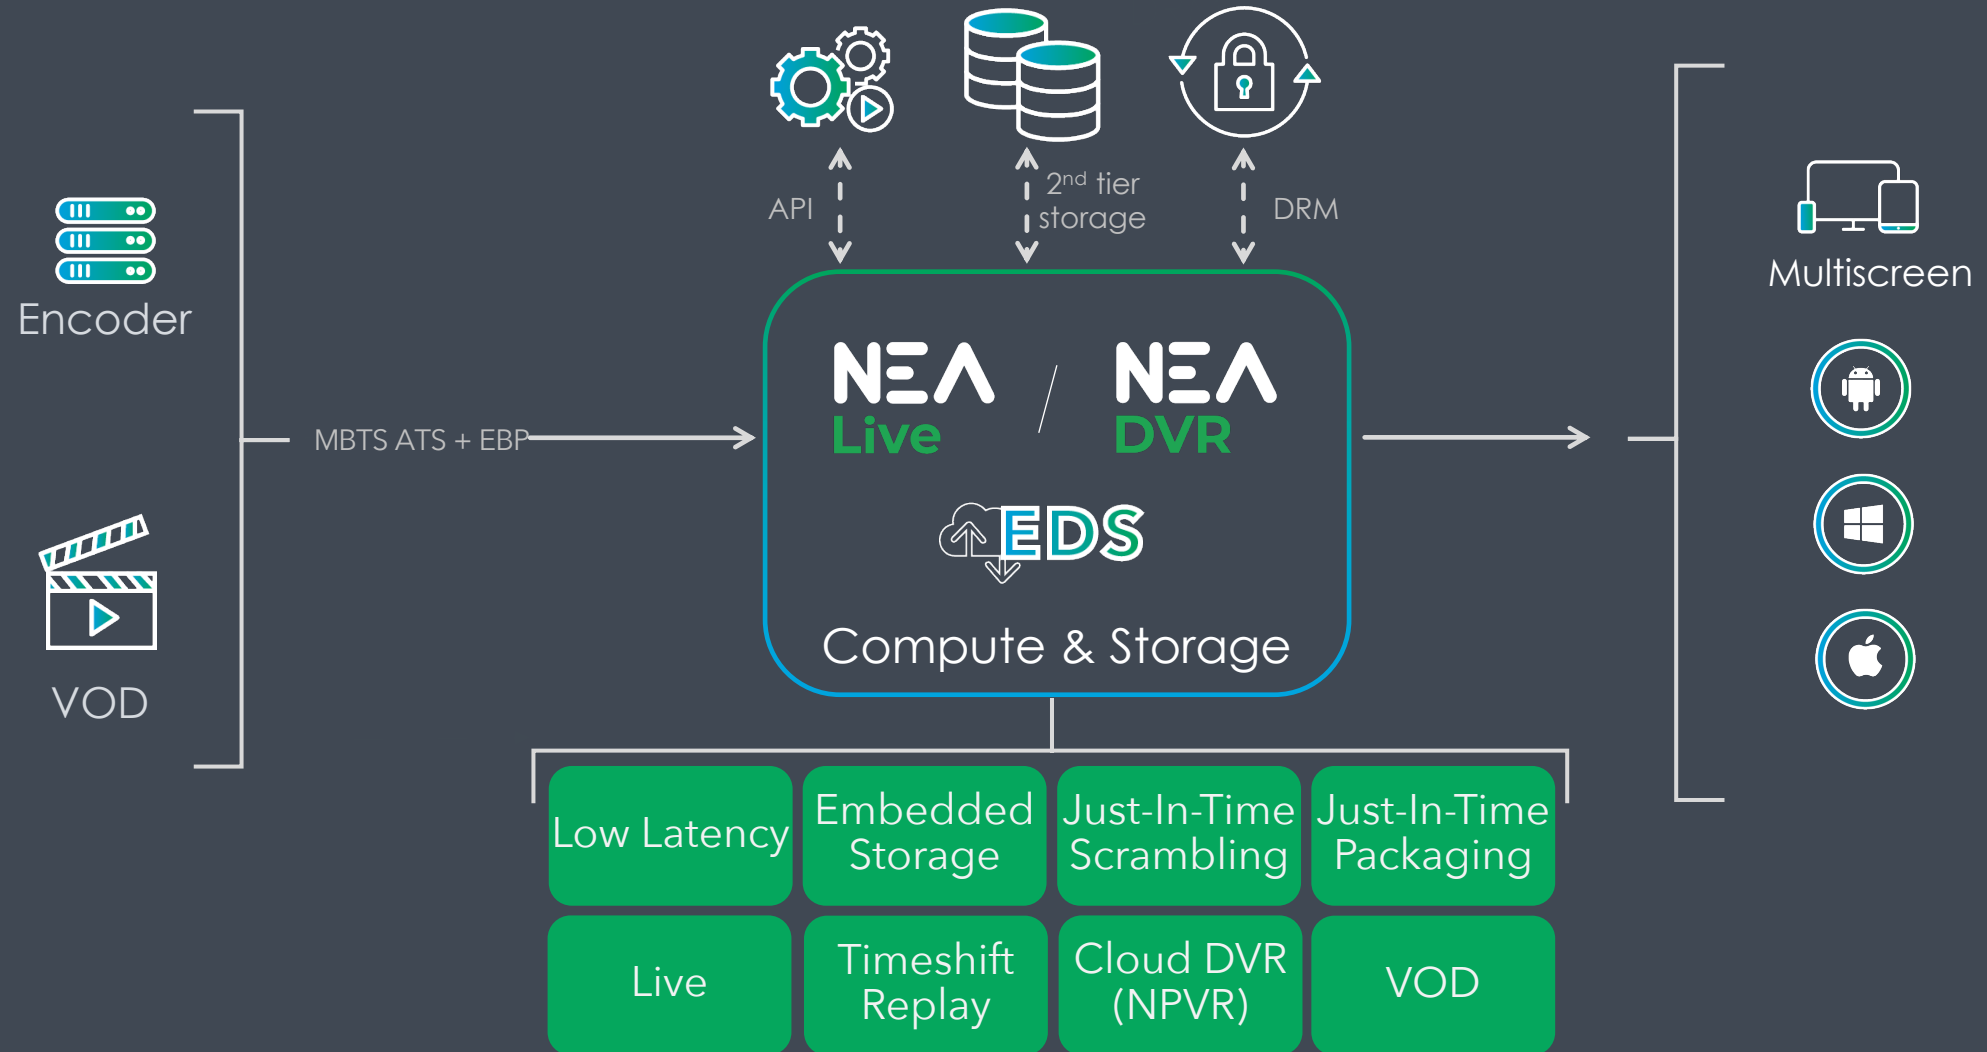 API
2nd tier
storage
DRM
Encoder
VOD
MBTS ATS + EBP
NEA
Live
/
NEA
DVR
EDS
Compute & Storage
Multiscreen
Low Latency
Embedded
Storage
Just-In-Time
Scrambling
Just-In-Time
Packaging
Live
Timeshift
Replay
Cloud DVR
(NPVR)
VOD